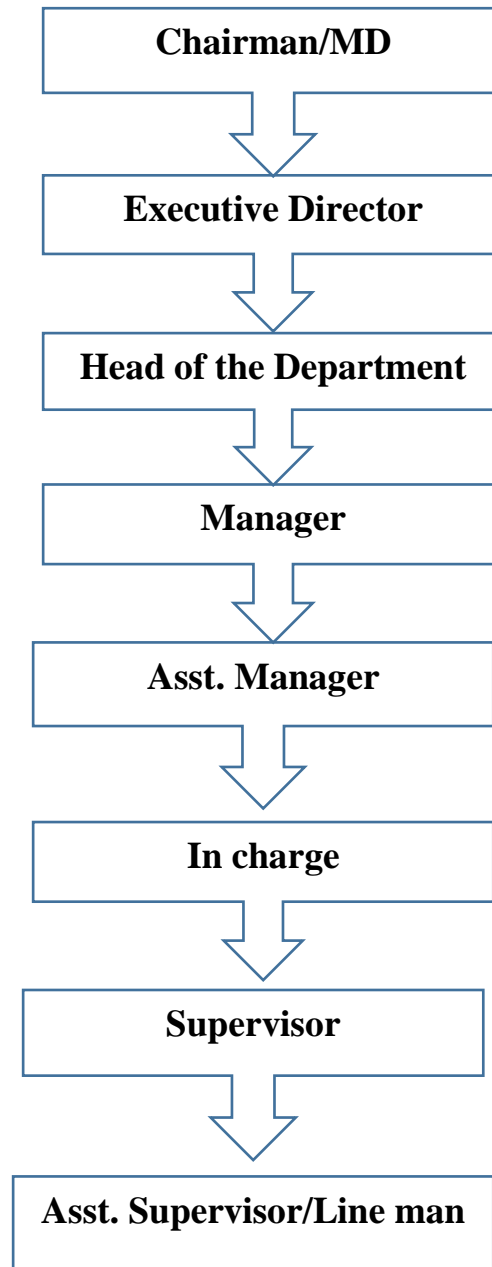 Chairman/MD
Executive Director
Head of the Department
Manager
Asst. Manager
In charge
Supervisor
Asst. Supervisor/Line man